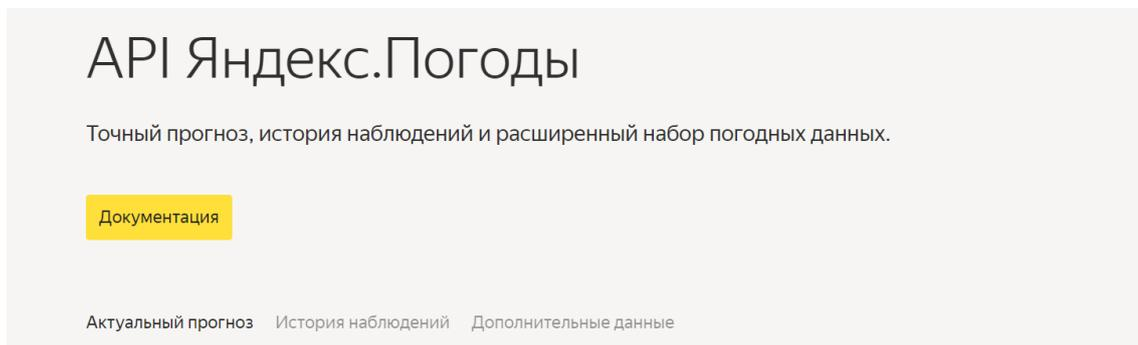 API Яндекс.Погоды
Точный прогноз, история наблюдений и расширенный набор погодных данных.
Документация
Актуальный прогноз История наблюдений Дополнительные данные